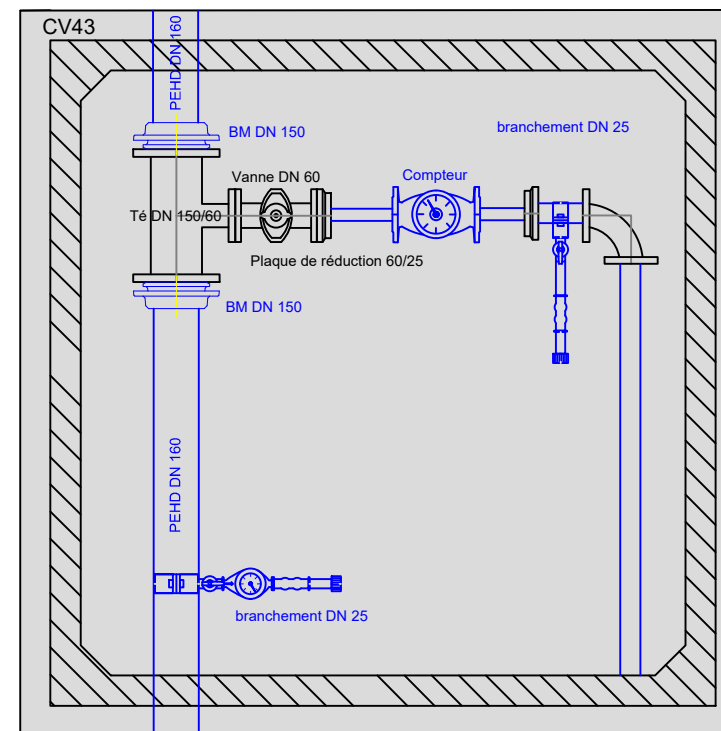 CV43
PEHD DN 160
BM DN 150
branchement DN 25
Vanne DN 60
Compteur
Té DN 150/60
Plaque de réduction 60/25
BM DN 150
PEHD DN 160
branchement DN 25